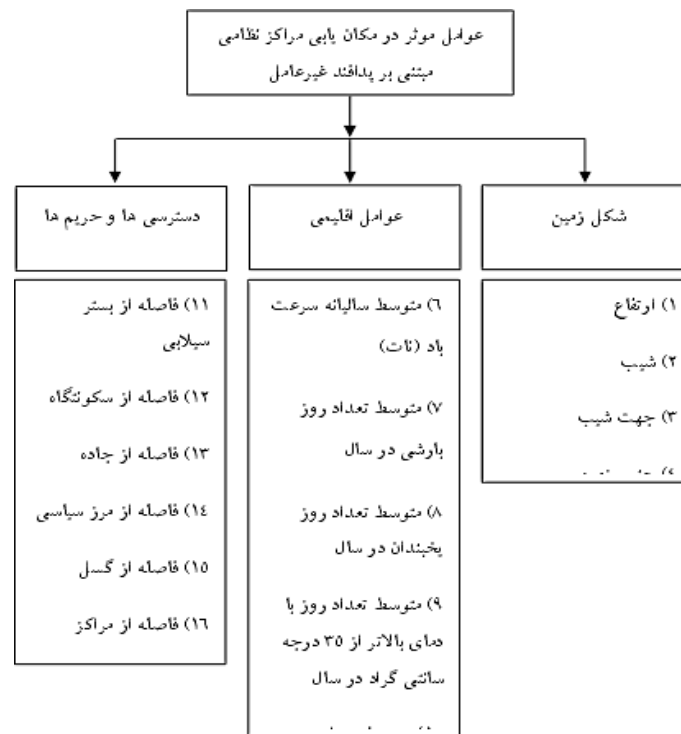 عوامل موثر در مکان یابی مراکز نظامی
مبتنی بر پدافند غیرعامل
شکل زمین
۱) ارتفاع
۲) شیب
۳) جهت شیب
عوامل اقلیمی
۶) متوسط سالیانه سرعت
باد (نات)
۷) متوسط تعداد روز
بارشی در سال
۸) متوسط تعداد روز
یخبندان در سال
۹) متوسط تعداد روز با
دمای بالاتر از ۳۵ درجه
سانتی گراد در سال
دسترسی ها و حریم ها
۱۱) فاصله از بستر
سیلابی
۱۲) فاصله از سکونتگاه
۱۳) فاصله از جاده
۱٤) فاصله از مرز سیاسی
۱۵) فاصله از گسل
۱٦) فاصله از مراکز